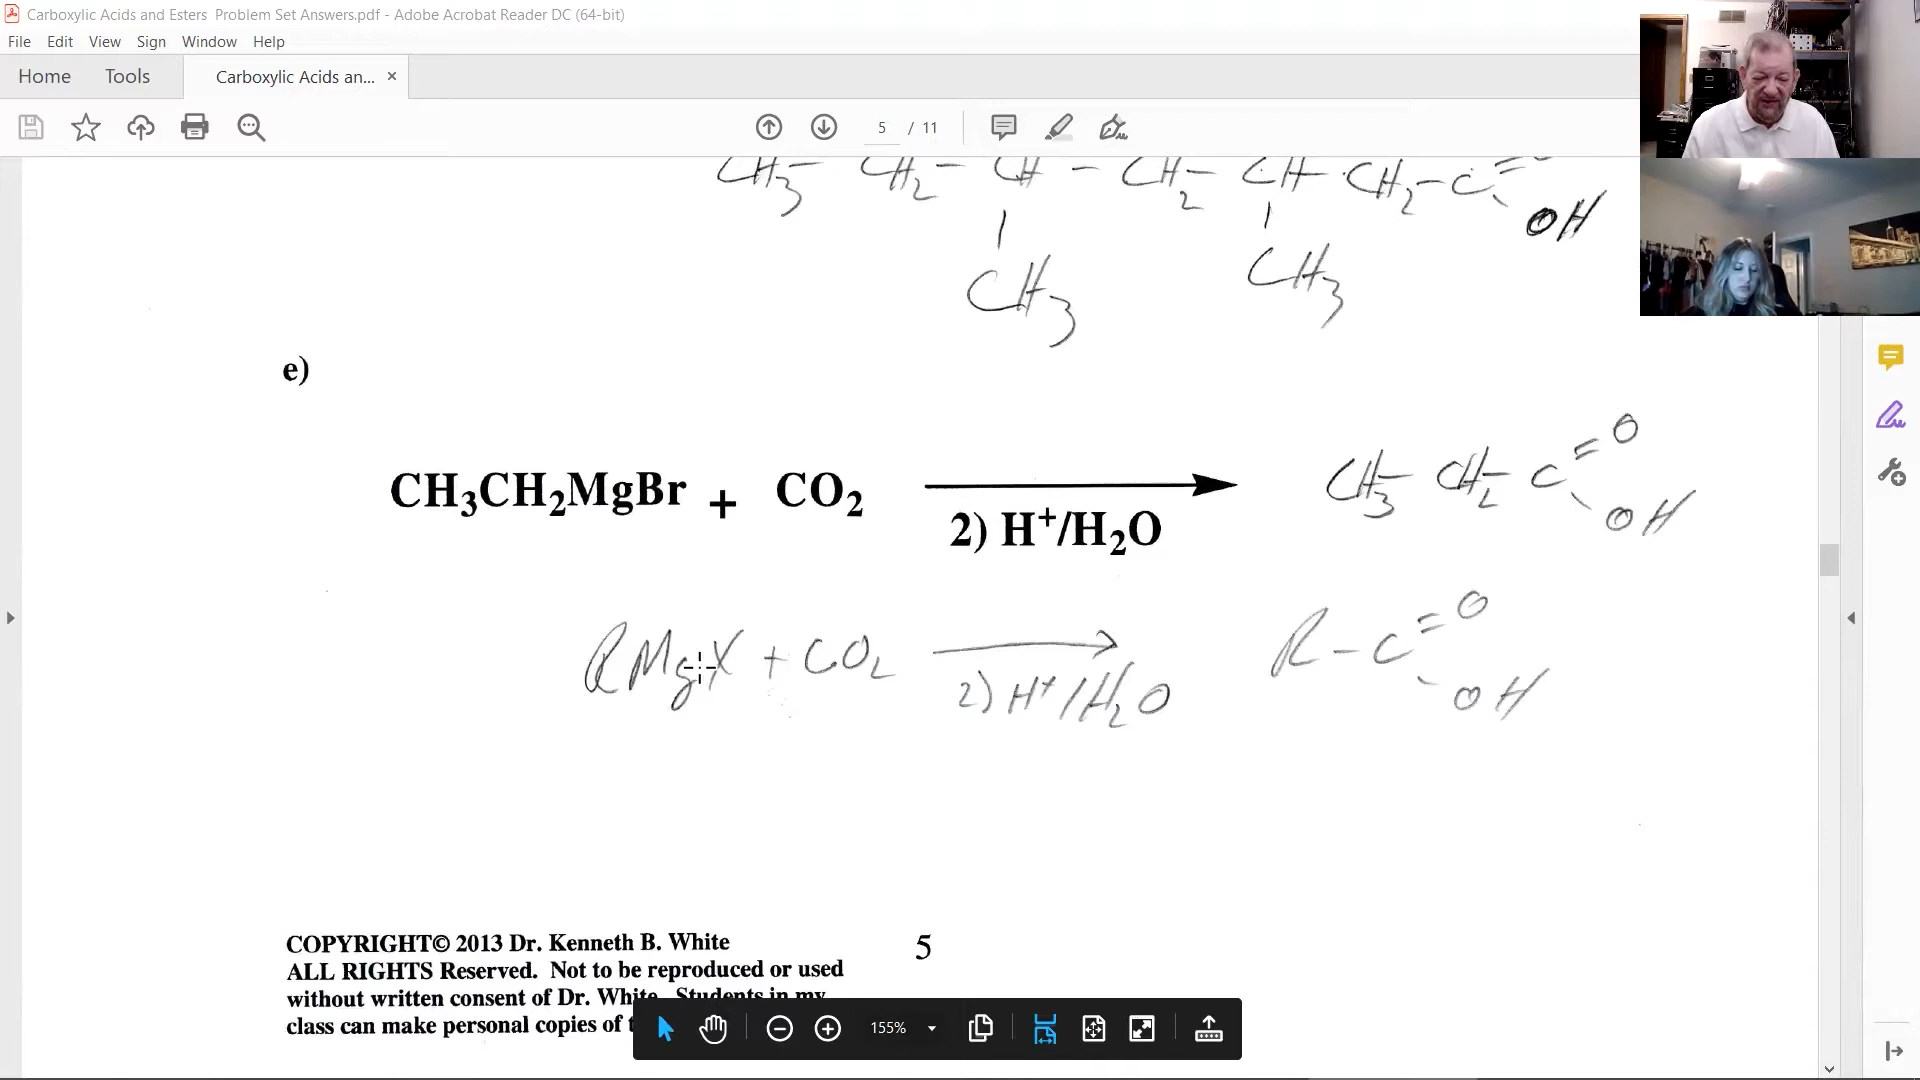 Carboxylic Acids and Esters Problem Set Answers.pdf - Adobe Acrobat Reader DC (64-bit)
File Edit View Sign Window Help
Home Tools Carboxylic Acids an... ×
5 / 11
CH₃ – CH₂ – CH – CH₂ – CH – CH₂ – C =
OH
CH₃ CH₃
e)
CH₃CH₂MgBr + CO₂ CH₃ – CH₂ – C = O
2) H⁺/H₂O OH
RMgX + CO₂ R – C = O
2) H⁺/H₂O OH
COPYRIGHT© 2013 Dr. Kenneth B. White 5
ALL RIGHTS Reserved. Not to be reproduced or used
without written consent of Dr. White. Students in my
class can make personal copies of
155%